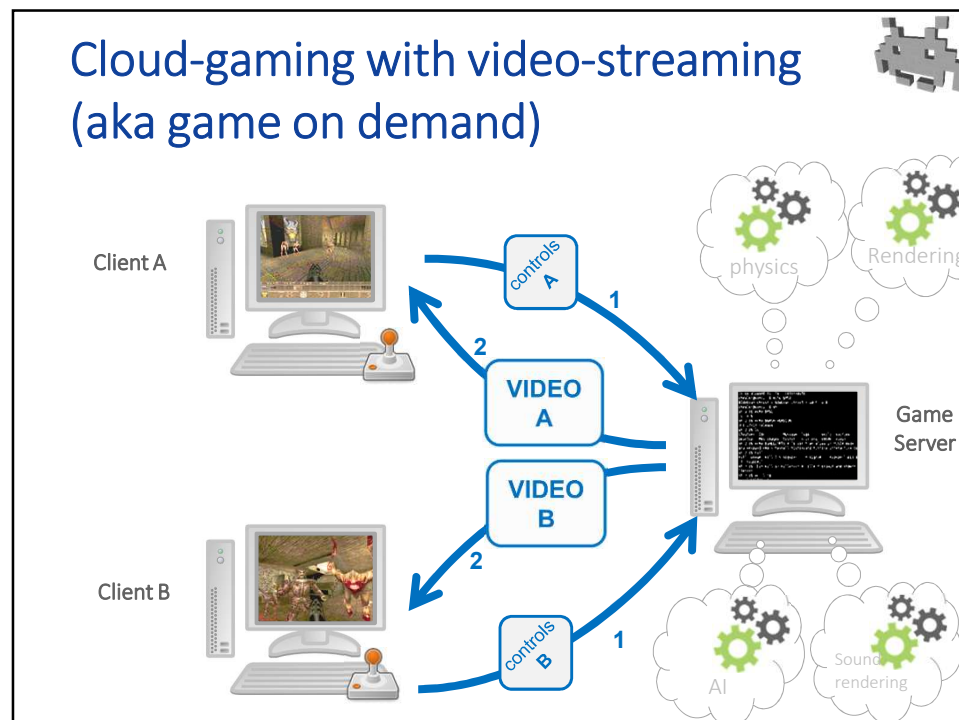 Cloud-gaming with video-streaming
(aka game on demand)
Client A
controls
A
1
physics
Rendering
2
VIDEO
A
Game
Server
VIDEO
B
2
Client B
controls
B
1
AI
Sound
rendering